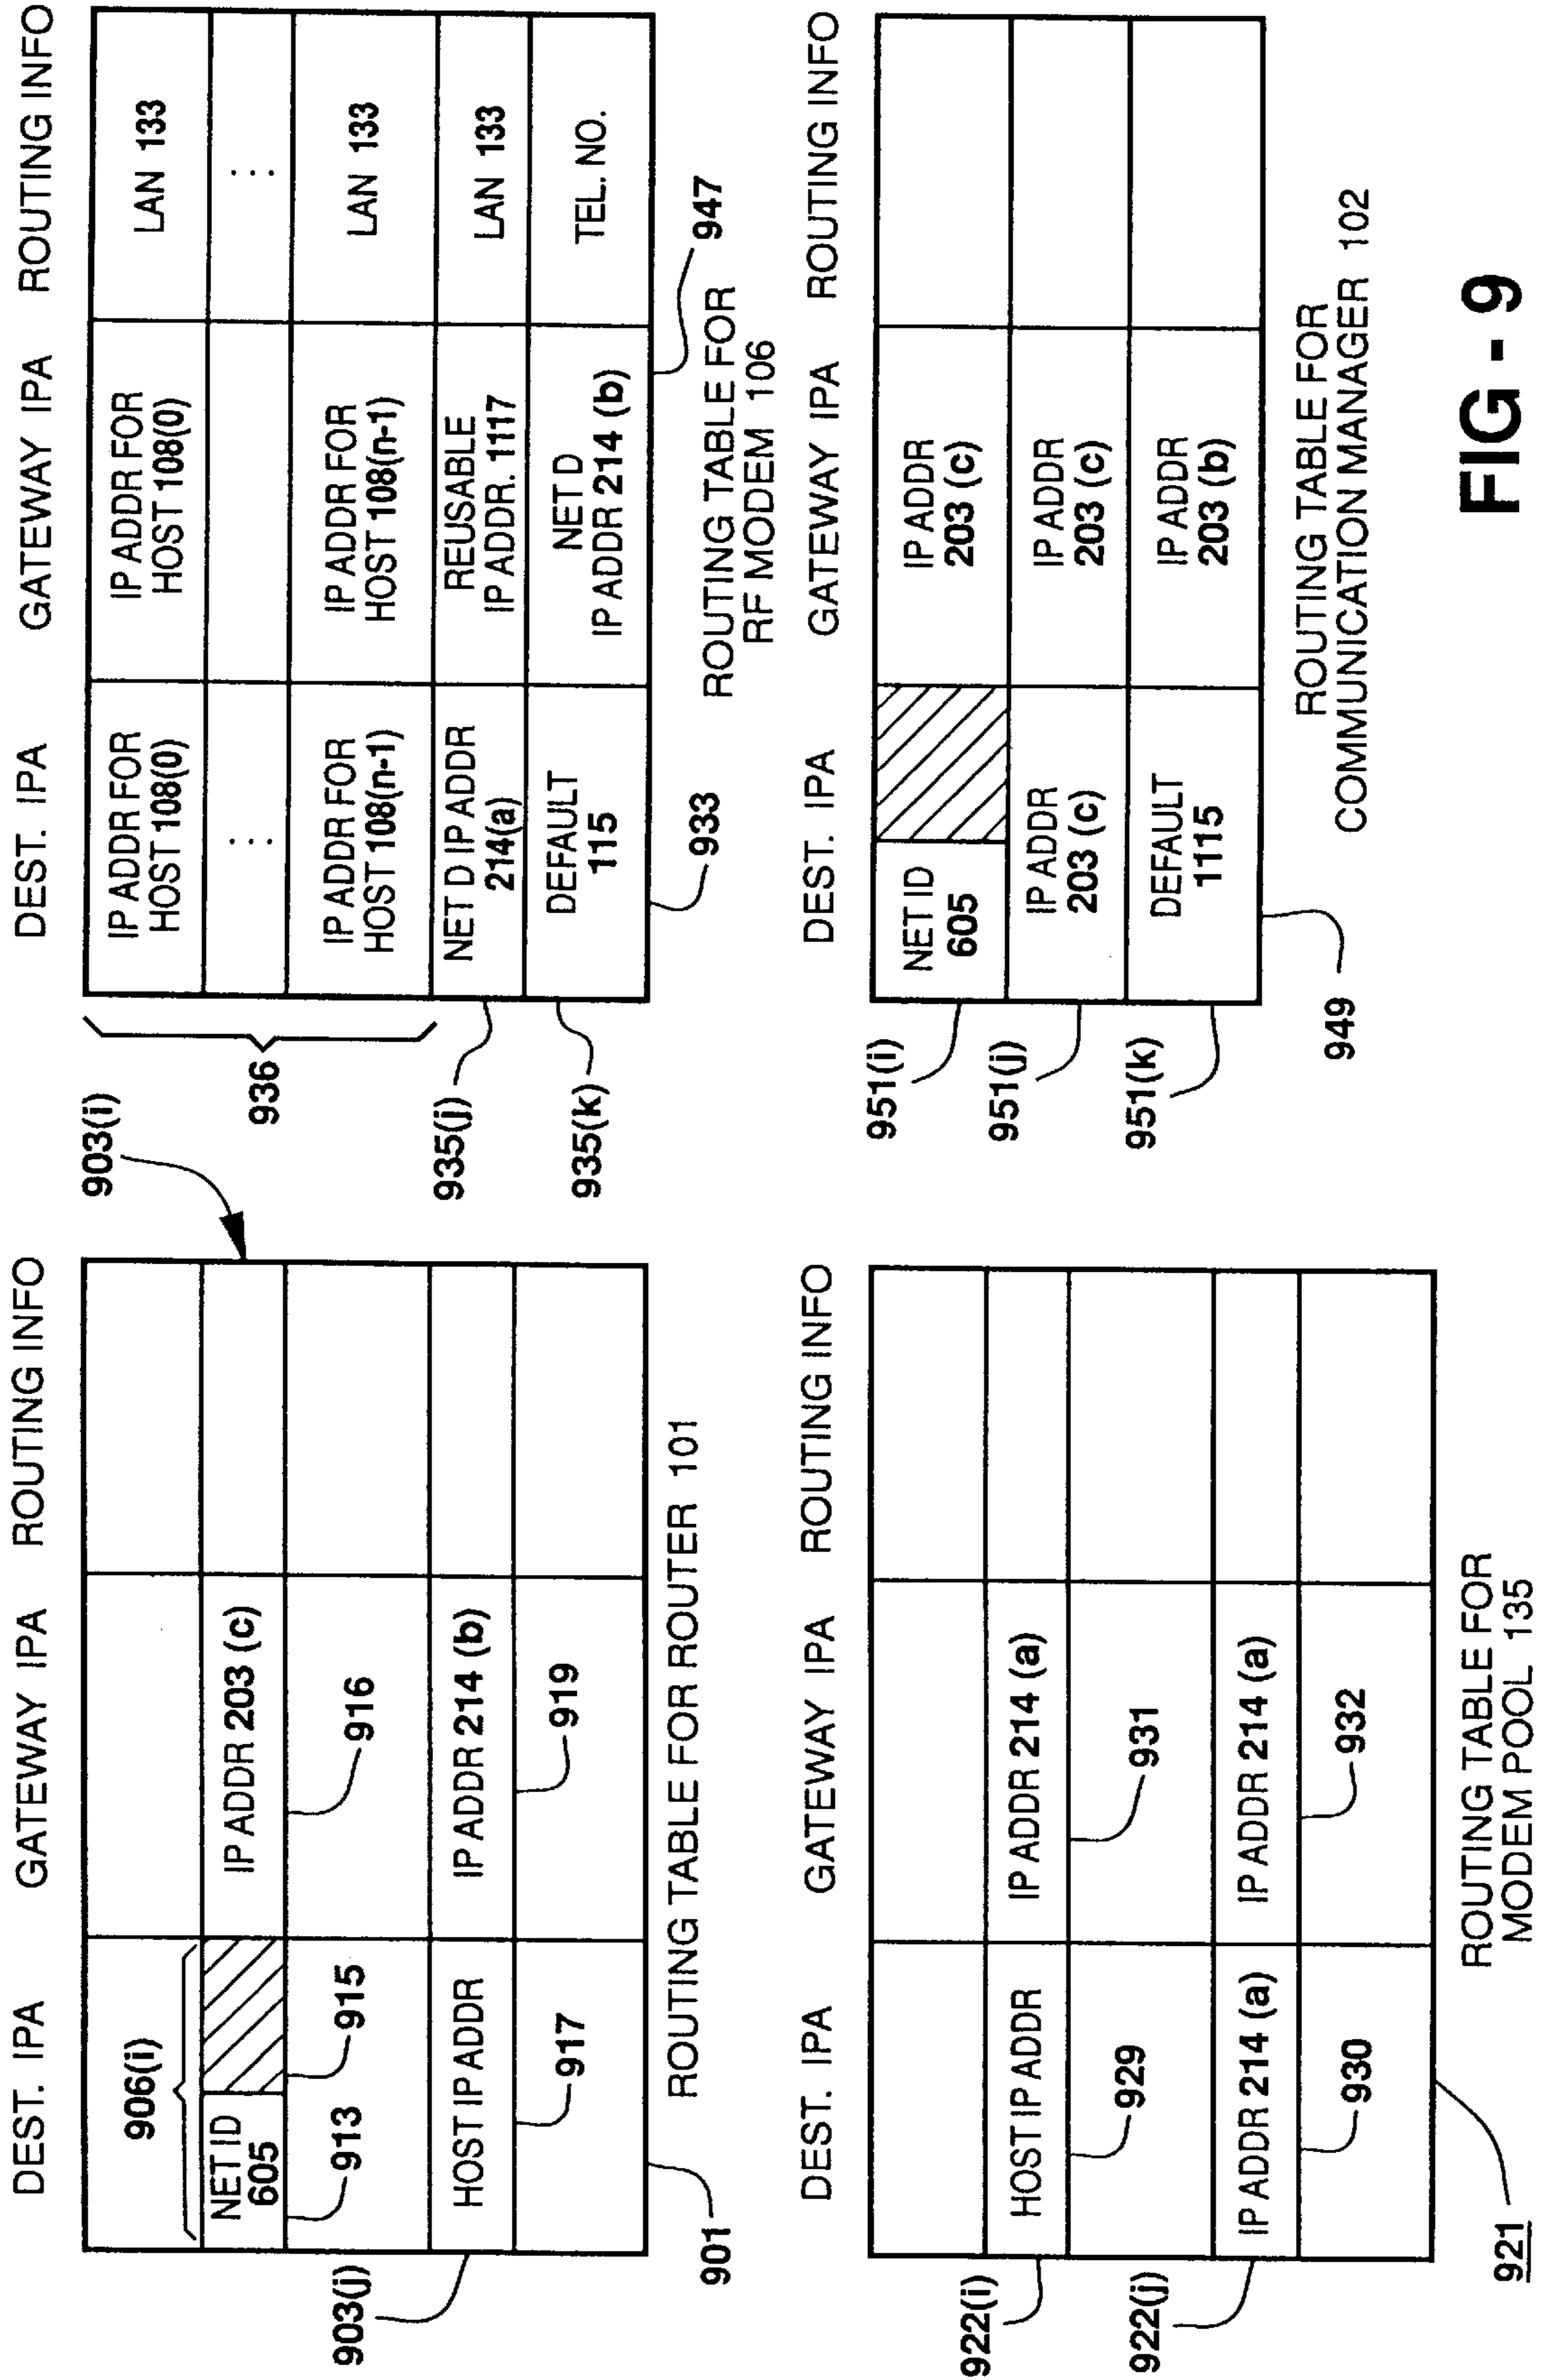 DEST. IPA GATEWAY IPA ROUTING INFO
906(i)
NET ID
605
IP ADDR 203 (c)
903(i)
913
915
916
903(j)
HOST IP ADDR
IP ADDR 214 (b)
917
919
901
ROUTING TABLE FOR ROUTER 101
DEST. IPA GATEWAY IPA ROUTING INFO
922(i)
HOST IP ADDR
IP ADDR 214 (a)
929
931
922(j)
IP ADDR 214 (a)
IP ADDR 214 (a)
930
932
921
ROUTING TABLE FOR
MODEM POOL 135
DEST. IPA GATEWAY IPA ROUTING INFO
936
IP ADDR FOR
HOST 108(0)
IP ADDR FOR
HOST 108(0)
LAN 133
...
...
IP ADDR FOR
HOST 108(n-1)
IP ADDR FOR
HOST 108(n-1)
LAN 133
935(j)
NET D IP ADDR
214(a)
REUSABLE
IP ADDR. 1117
LAN 133
935(k)
DEFAULT
115
NET D
IP ADDR 214 (b)
TEL. NO.
933
947
ROUTING TABLE FOR
RF MODEM 106
DEST. IPA GATEWAY IPA ROUTING INFO
951(i)
NET ID
605
IP ADDR
203 (c)
951(j)
IP ADDR
203 (c)
IP ADDR
203 (c)
951(k)
DEFAULT
1115
IP ADDR
203 (b)
949
ROUTING TABLE FOR
COMMUNICATION MANAGER 102
FIG - 9